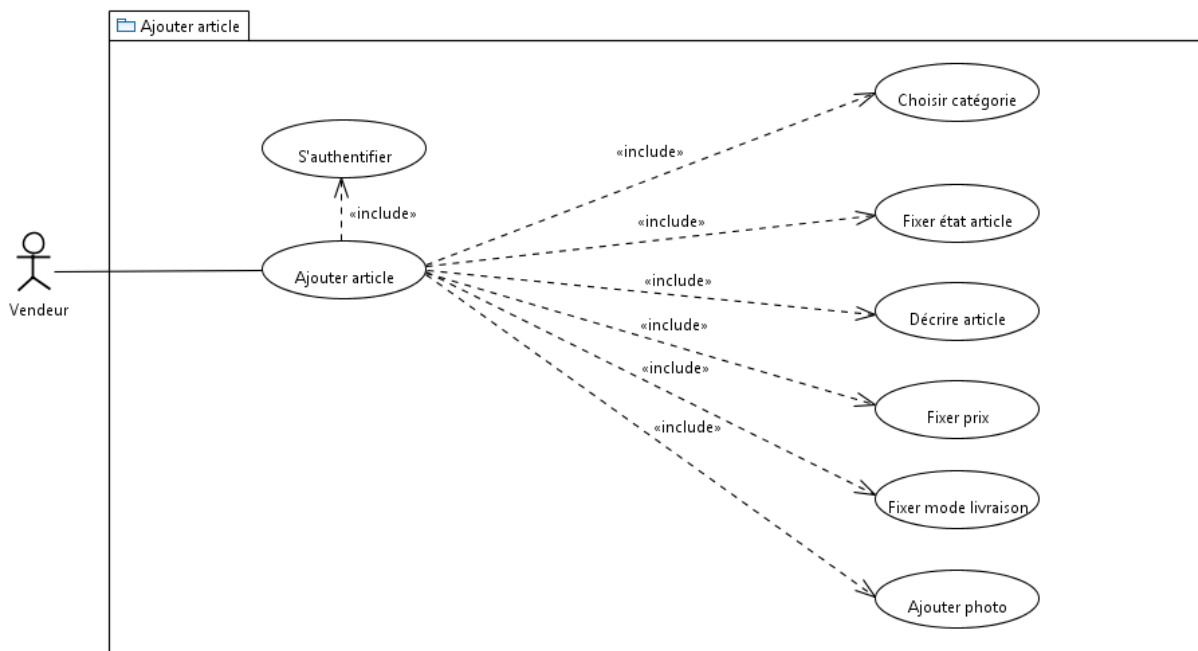 Ajouter article
Choisir catégorie
«include»
S'authentifier
«include»
Fixer état article
«include»
Ajouter article
«include»
Vendeur
Décrire article
«include»
«include»
Fixer prix
«include»
Fixer mode livraison
Ajouter photo